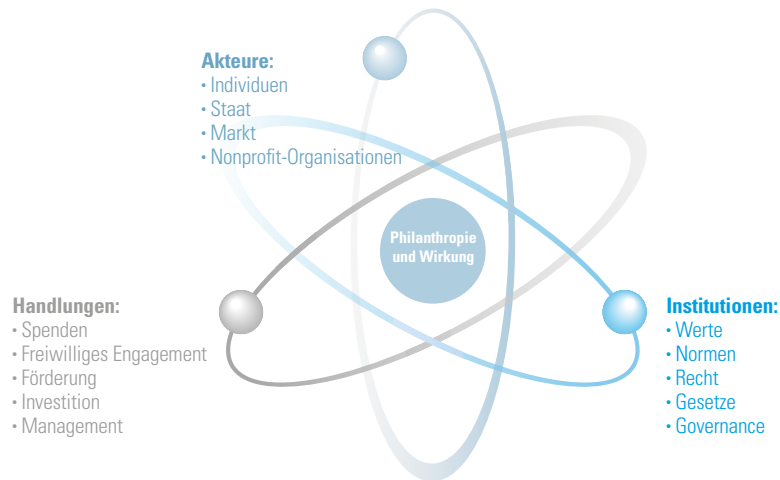 Akteure:
• Individuen
• Staat
• Markt
• Nonprofit-Organisationen
Philanthropie
und Wirkung
Handlungen:
• Spenden
• Freiwilliges Engagement
• Förderung
• Investition
• Management
Institutionen:
• Werte
• Normen
• Recht
• Gesetze
• Governance